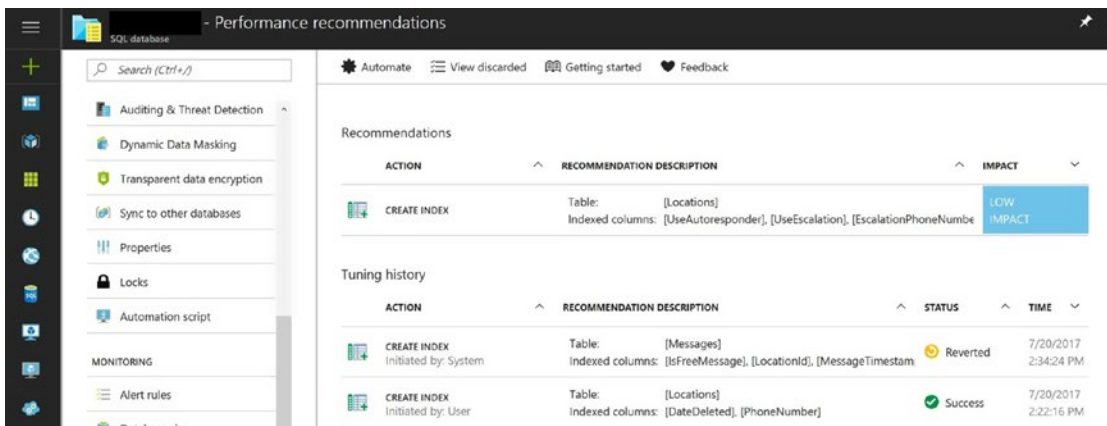 - Performance recommendations
SQL database
Search (Ctrl+/)
Auditing & Threat Detection
Dynamic Data Masking
Transparent data encryption
Sync to other databases
Properties
Locks
Automation script
MONITORING
Alert rules
Automate View discarded Getting started Feedback
Recommendations
ACTION RECOMMENDATION DESCRIPTION IMPACT
CREATE INDEX
Table: [Locations]
Indexed columns: [UseAutoresponder], [UseEscalation], [EscalationPhoneNumbe
LOW
IMPACT
Tuning history
ACTION RECOMMENDATION DESCRIPTION STATUS TIME
CREATE INDEX
Initiated by: System
Table: [Messages]
Indexed columns: [IsFreeMessage], [LocationId], [MessageTimestam
Reverted
7/20/2017
2:34:24 PM
CREATE INDEX
Initiated by: User
Table: [Locations]
Indexed columns: [DateDeleted], [PhoneNumber]
Success
7/20/2017
2:22:16 PM